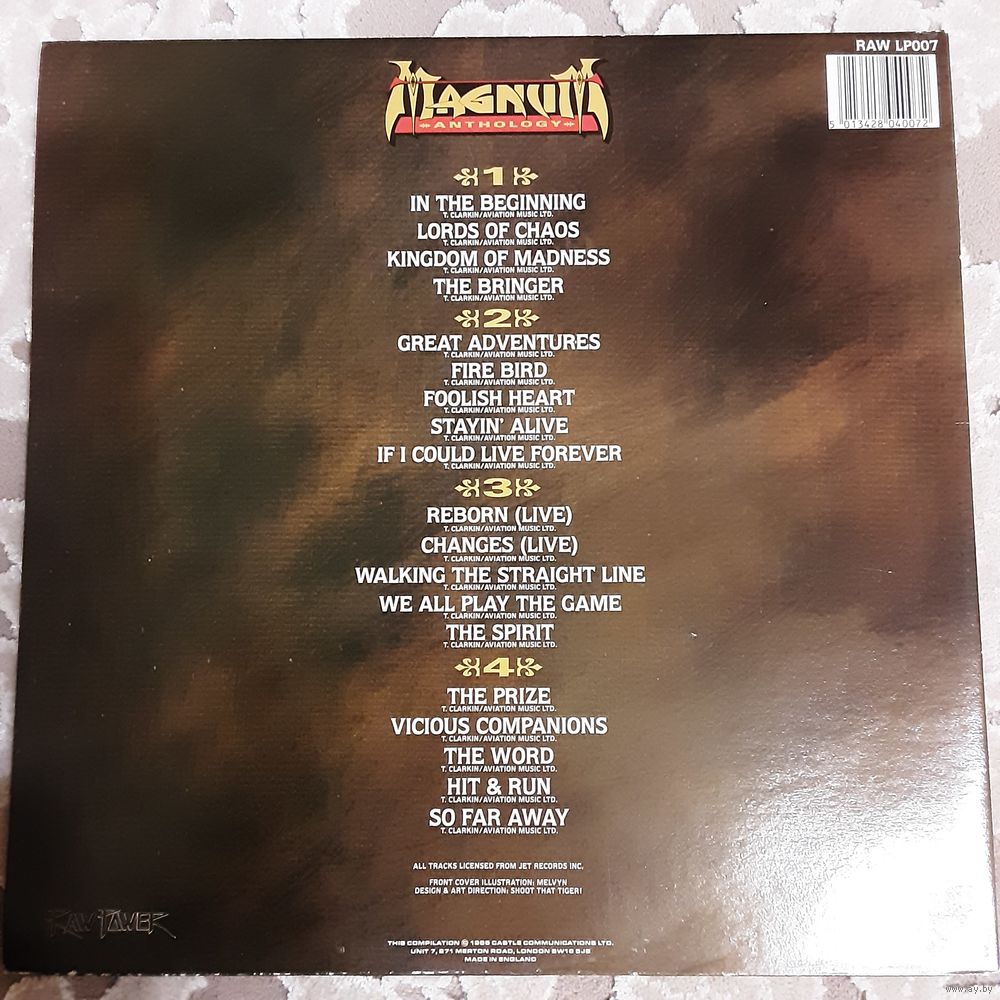 RAW LP007
5 013428 040072
MAGNUM
ANTHOLOGY
1
IN THE BEGINNING
T. CLARKIN/AVIATION MUSIC LTD.
LORDS OF CHAOS
T. CLARKIN/AVIATION MUSIC LTD.
KINGDOM OF MADNESS
T. CLARKIN/AVIATION MUSIC LTD.
THE BRINGER
T. CLARKIN/AVIATION MUSIC LTD.
2
GREAT ADVENTURES
T. CLARKIN/AVIATION MUSIC LTD.
FIRE BIRD
T. CLARKIN/AVIATION MUSIC LTD.
FOOLISH HEART
T. CLARKIN/AVIATION MUSIC LTD.
STAYIN' ALIVE
T. CLARKIN/AVIATION MUSIC LTD.
IF I COULD LIVE FOREVER
T. CLARKIN/AVIATION MUSIC LTD.
3
REBORN (LIVE)
T. CLARKIN/AVIATION MUSIC LTD.
CHANGES (LIVE)
T. CLARKIN/AVIATION MUSIC LTD.
WALKING THE STRAIGHT LINE
T. CLARKIN/AVIATION MUSIC LTD.
WE ALL PLAY THE GAME
T. CLARKIN/AVIATION MUSIC LTD.
THE SPIRIT
T. CLARKIN/AVIATION MUSIC LTD.
4
THE PRIZE
T. CLARKIN/AVIATION MUSIC LTD.
VICIOUS COMPANIONS
T. CLARKIN/AVIATION MUSIC LTD.
THE WORD
T. CLARKIN/AVIATION MUSIC LTD.
HIT & RUN
T. CLARKIN/AVIATION MUSIC LTD.
SO FAR AWAY
T. CLARKIN/AVIATION MUSIC LTD.
ALL TRACKS LICENSED FROM JET RECORDS INC.
FRONT COVER ILLUSTRATION: MELVYN
DESIGN & ART DIRECTION: SHOOT THAT TIGER!
RAW POWER
THIS COMPILATION ℗ 1986 CASTLE COMMUNICATIONS LTD.
UNIT 7, 271 MERTON ROAD, LONDON SW18 5JS
MADE IN ENGLAND
www.ay.by